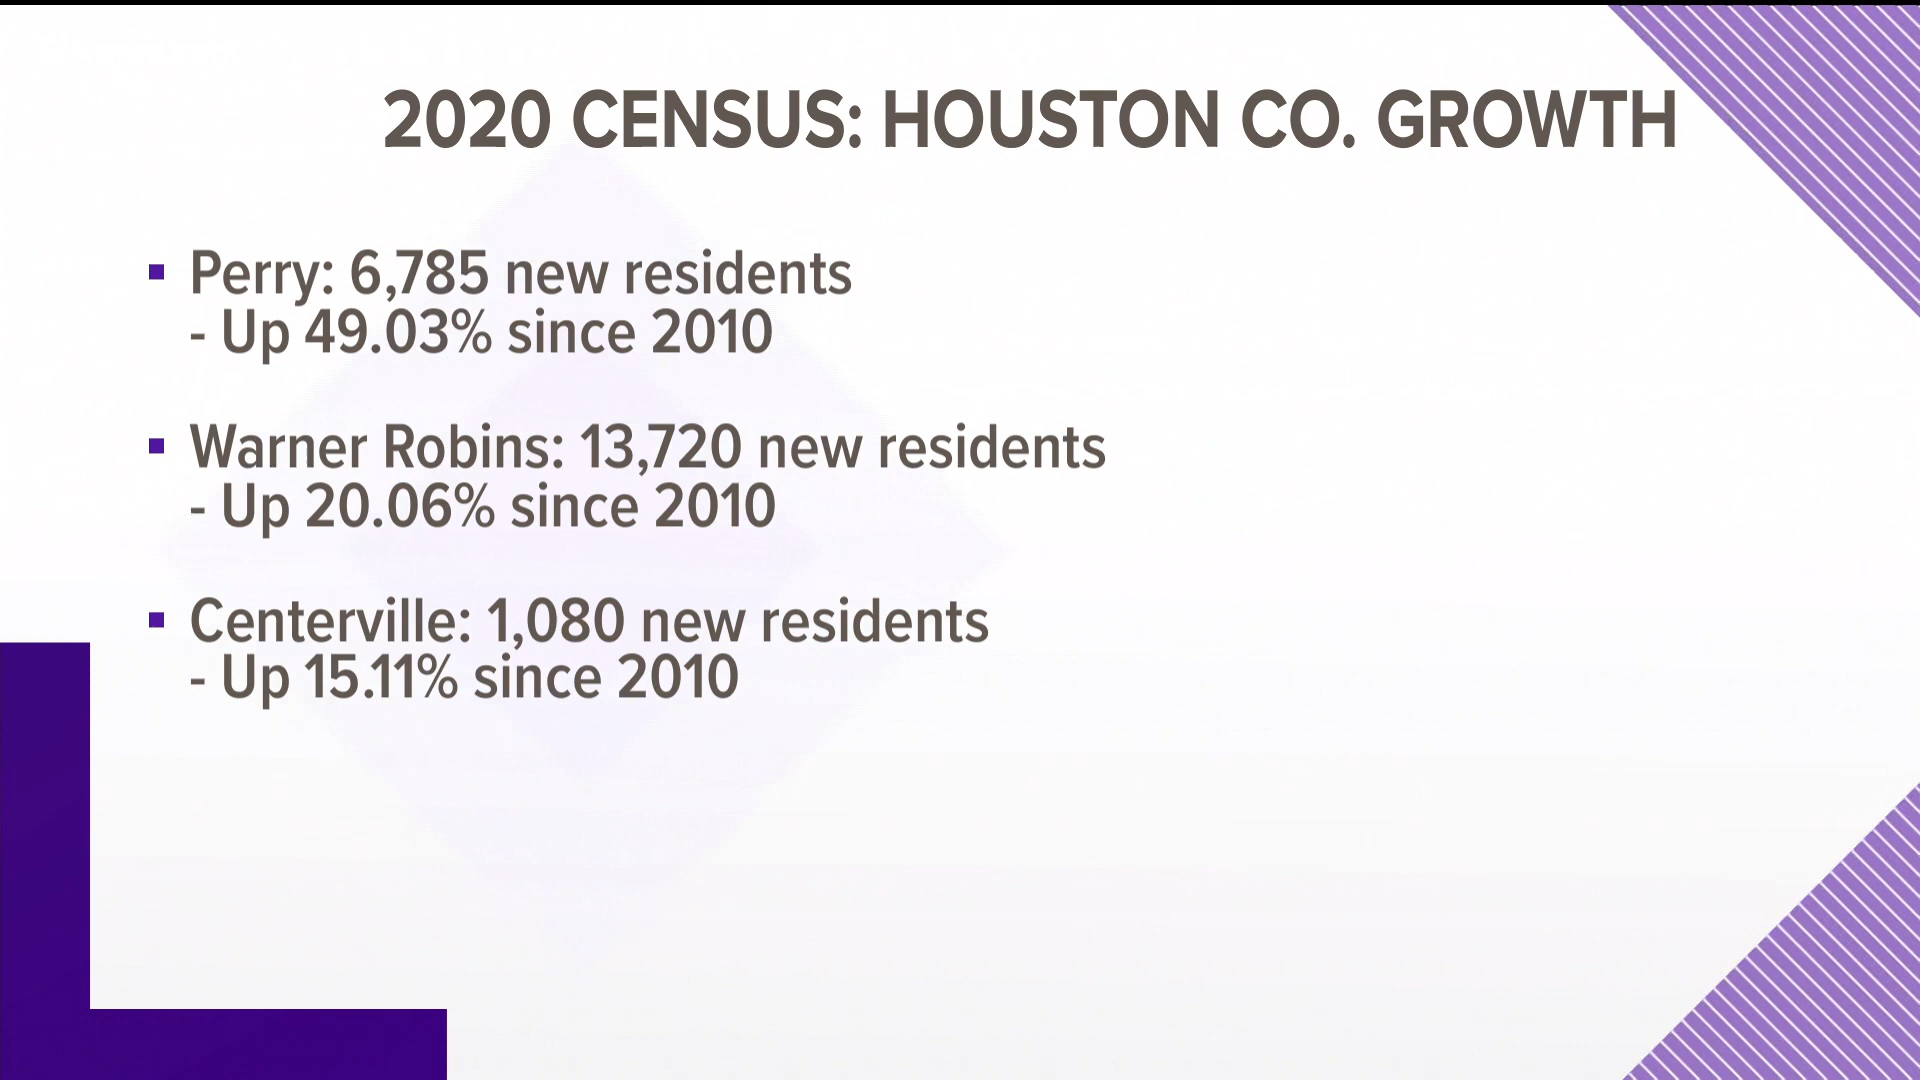 2020 CENSUS: HOUSTON CO. GROWTH
▪ Perry: 6,785 new residents
- Up 49.03% since 2010
▪ Warner Robins: 13,720 new residents
- Up 20.06% since 2010
▪ Centerville: 1,080 new residents
- Up 15.11% since 2010